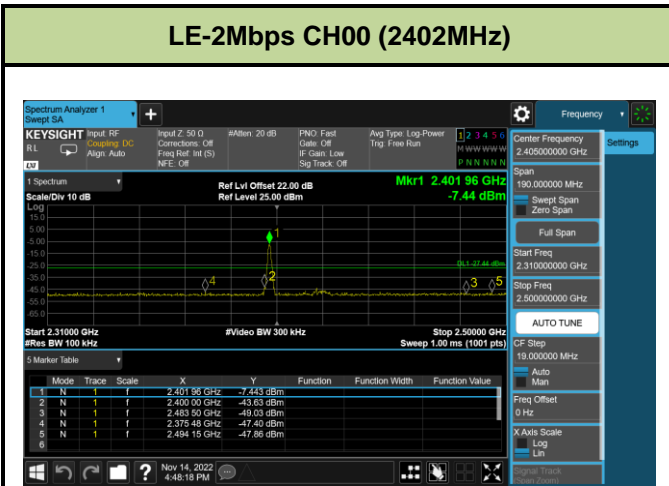 LE-2Mbps CH00 (2402MHz)
Spectrum Analyzer 1
Swept SA
+
Frequency
Settings
KEYSIGHT
RL
LXI
Input: RF
Coupling: DC
Align: Auto
Input Z: 50 Ω
Corrections: Off
Freq Ref: Int (S)
NFE: Off
#Atten: 20 dB
PNO: Fast
Gate: Off
IF Gain: Low
Sig Track: Off
Avg Type: Log-Power
Trig: Free Run
1 2 3 4 5 6
M W W W W W
P N N N N N
1 Spectrum
Scale/Div 10 dB
Log
Ref Lvl Offset 22.00 dB
Ref Level 25.00 dBm
Mkr1 2.401 96 GHz
-7.44 dBm
15.0
5.00
-5.00
-15.0
-25.0
-35.0
-45.0
-55.0
-65.0
1
2
3
4
5
DL1 -27.44 dBm
Start 2.31000 GHz
#Res BW 100 kHz
#Video BW 300 kHz
Stop 2.50000 GHz
Sweep 1.00 ms (1001 pts)
5 Marker Table
Mode Trace Scale X Y Function Function Width Function Value
1 N 1 f 2.401 96 GHz -7.443 dBm
2 N 1 f 2.400 00 GHz -43.63 dBm
3 N 1 f 2.483 50 GHz -49.03 dBm
4 N 1 f 2.375 48 GHz -47.40 dBm
5 N 1 f 2.494 15 GHz -47.86 dBm
6
Center Frequency
2.405000000 GHz
Span
190.000000 MHz
Swept Span
Zero Span
Full Span
Start Freq
2.310000000 GHz
Stop Freq
2.500000000 GHz
AUTO TUNE
CF Step
19.000000 MHz
Auto
Man
Freq Offset
0 Hz
X Axis Scale
Log
Lin
Signal Track
(Span Zoom)
?
Nov 14, 2022
4:48:18 PM